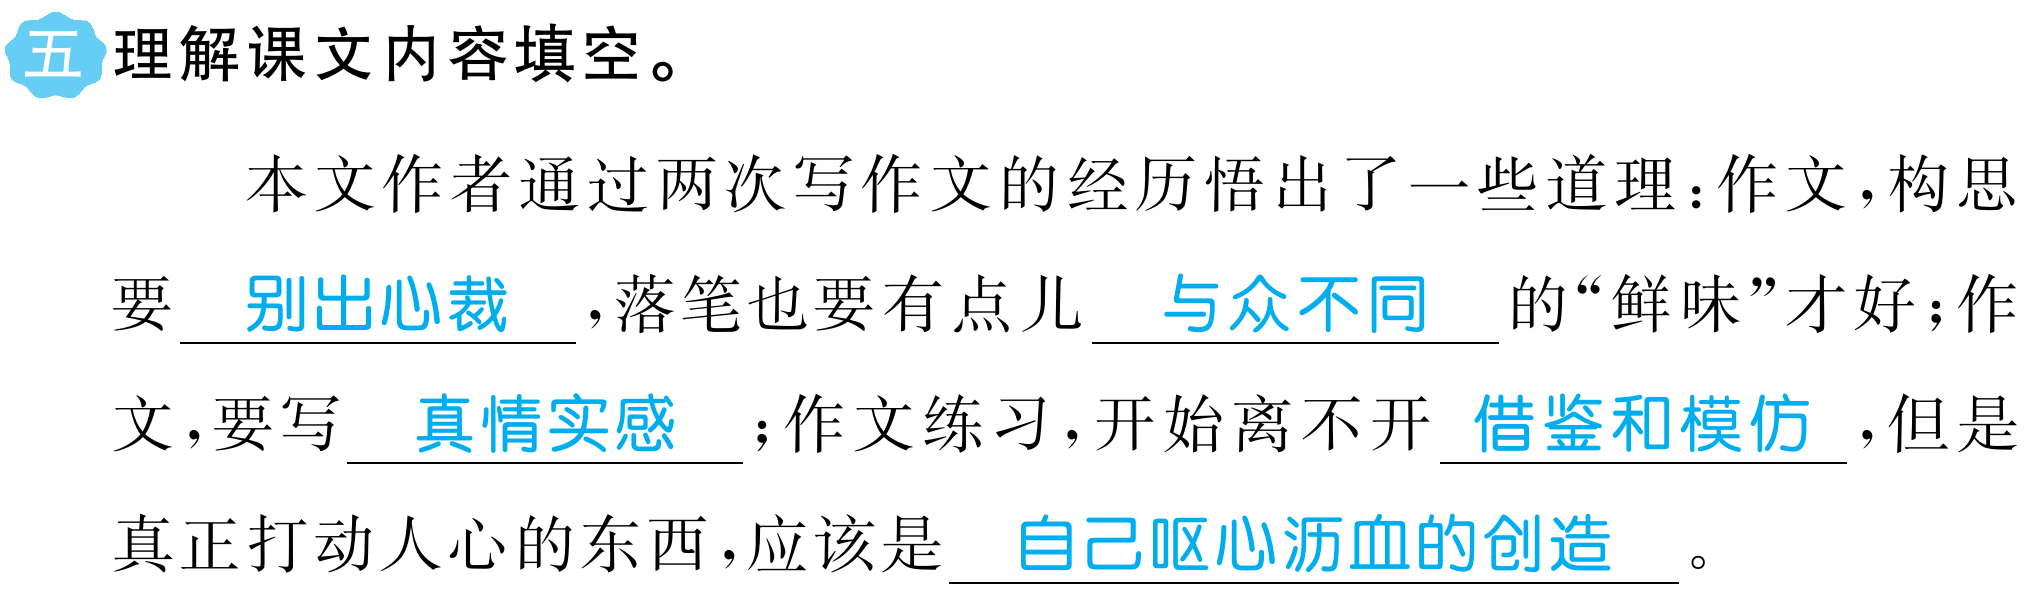 五 理解课文内容填空。
本文作者通过两次写作文的经历悟出了一些道理：作文，构思
要 别出心裁 ，落笔也要有点儿 与众不同 的“鲜味”才好；作
文，要写 真情实感 ；作文练习，开始离不开 借鉴和模仿 ，但是
真正打动人心的东西，应该是 自己呕心沥血的创造 。